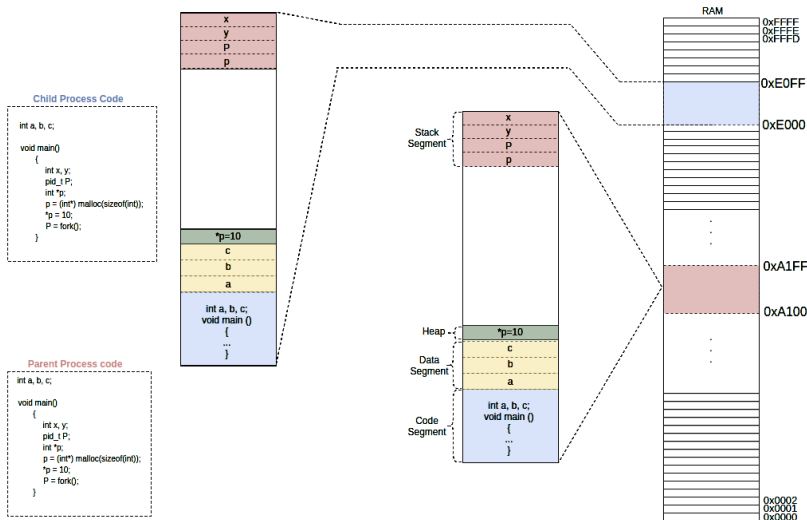 Child Process Code
int a, b, c;
void main()
{
int x, y;
pid_t P;
int *p;
p = (int*) malloc(sizeof(int));
*p = 10;
P = fork();
}
Parent Process code
int a, b, c;
void main()
{
int x, y;
pid_t P;
int *p;
p = (int*) malloc(sizeof(int));
*p = 10;
P = fork();
}
x
y
P
p
*p=10
c
b
a
int a, b, c;
void main ()
{
...
}
Stack
Segment
Heap
Data
Segment
Code
Segment
x
y
P
p
*p=10
c
b
a
int a, b, c;
void main ()
{
...
}
RAM
0xFFFF
0xFFFE
0xFFFD
0xE0FF
0xE000
.
.
.
0xA1FF
0xA100
.
.
.
0x0002
0x0001
0x0000